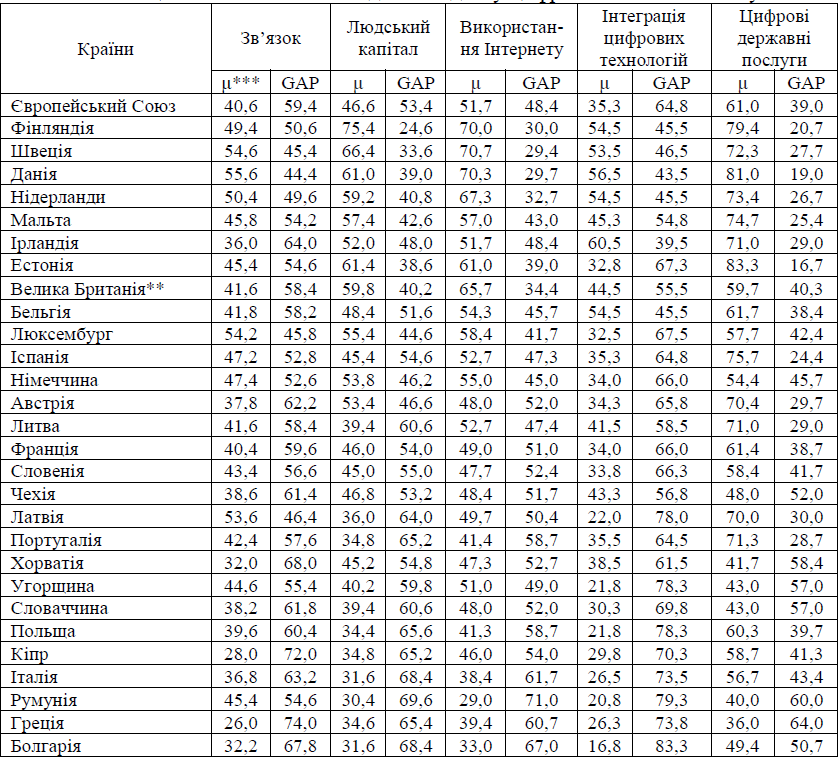 Країни Зв’язок Людський капітал Використан- ня Інтернету Інтеграція цифрових технологій Цифрові державні послуги
μ*** GAP μ GAP μ GAP μ GAP μ GAP
Європейський Союз 40,6 59,4 46,6 53,4 51,7 48,4 35,3 64,8 61,0 39,0
Фінляндія 49,4 50,6 75,4 24,6 70,0 30,0 54,5 45,5 79,4 20,7
Швеція 54,6 45,4 66,4 33,6 70,7 29,4 53,5 46,5 72,3 27,7
Данія 55,6 44,4 61,0 39,0 70,3 29,7 56,5 43,5 81,0 19,0
Нідерланди 50,4 49,6 59,2 40,8 67,3 32,7 54,5 45,5 73,4 26,7
Мальта 45,8 54,2 57,4 42,6 57,0 43,0 45,3 54,8 74,7 25,4
Ірландія 36,0 64,0 52,0 48,0 51,7 48,4 60,5 39,5 71,0 29,0
Естонія 45,4 54,6 61,4 38,6 61,0 39,0 32,8 67,3 83,3 16,7
Велика Британія** 41,6 58,4 59,8 40,2 65,7 34,4 44,5 55,5 59,7 40,3
Бельгія 41,8 58,2 48,4 51,6 54,3 45,7 54,5 45,5 61,7 38,4
Люксембург 54,2 45,8 55,4 44,6 58,4 41,7 32,5 67,5 57,7 42,4
Іспанія 47,2 52,8 45,4 54,6 52,7 47,3 35,3 64,8 75,7 24,4
Німеччина 47,4 52,6 53,8 46,2 55,0 45,0 34,0 66,0 54,4 45,7
Австрія 37,8 62,2 53,4 46,6 48,0 52,0 34,3 65,8 70,4 29,7
Литва 41,6 58,4 39,4 60,6 52,7 47,4 41,5 58,5 71,0 29,0
Франція 40,4 59,6 46,0 54,0 49,0 51,0 34,0 66,0 61,4 38,7
Словенія 43,4 56,6 45,0 55,0 47,7 52,4 33,8 66,3 58,4 41,7
Чехія 38,6 61,4 46,8 53,2 48,4 51,7 43,3 56,8 48,0 52,0
Латвія 53,6 46,4 36,0 64,0 49,7 50,4 22,0 78,0 70,0 30,0
Португалія 42,4 57,6 34,8 65,2 41,4 58,7 35,5 64,5 71,3 28,7
Хорватія 32,0 68,0 45,2 54,8 47,3 52,7 38,5 61,5 41,7 58,4
Угорщина 44,6 55,4 40,2 59,8 51,0 49,0 21,8 78,3 43,0 57,0
Словаччина 38,2 61,8 39,4 60,6 48,0 52,0 30,3 69,8 43,0 57,0
Польща 39,6 60,4 34,4 65,6 41,3 58,7 21,8 78,3 60,3 39,7
Кіпр 28,0 72,0 34,8 65,2 46,0 54,0 29,8 70,3 58,7 41,3
Італія 36,8 63,2 31,6 68,4 38,4 61,7 26,5 73,5 56,7 43,4
Румунія 45,4 54,6 30,4 69,6 29,0 71,0 20,8 79,3 40,0 60,0
Греція 26,0 74,0 34,6 65,4 39,4 60,7 26,3 73,8 36,0 64,0
Болгарія 32,2 67,8 31,6 68,4 33,0 67,0 16,8 83,3 49,4 50,7